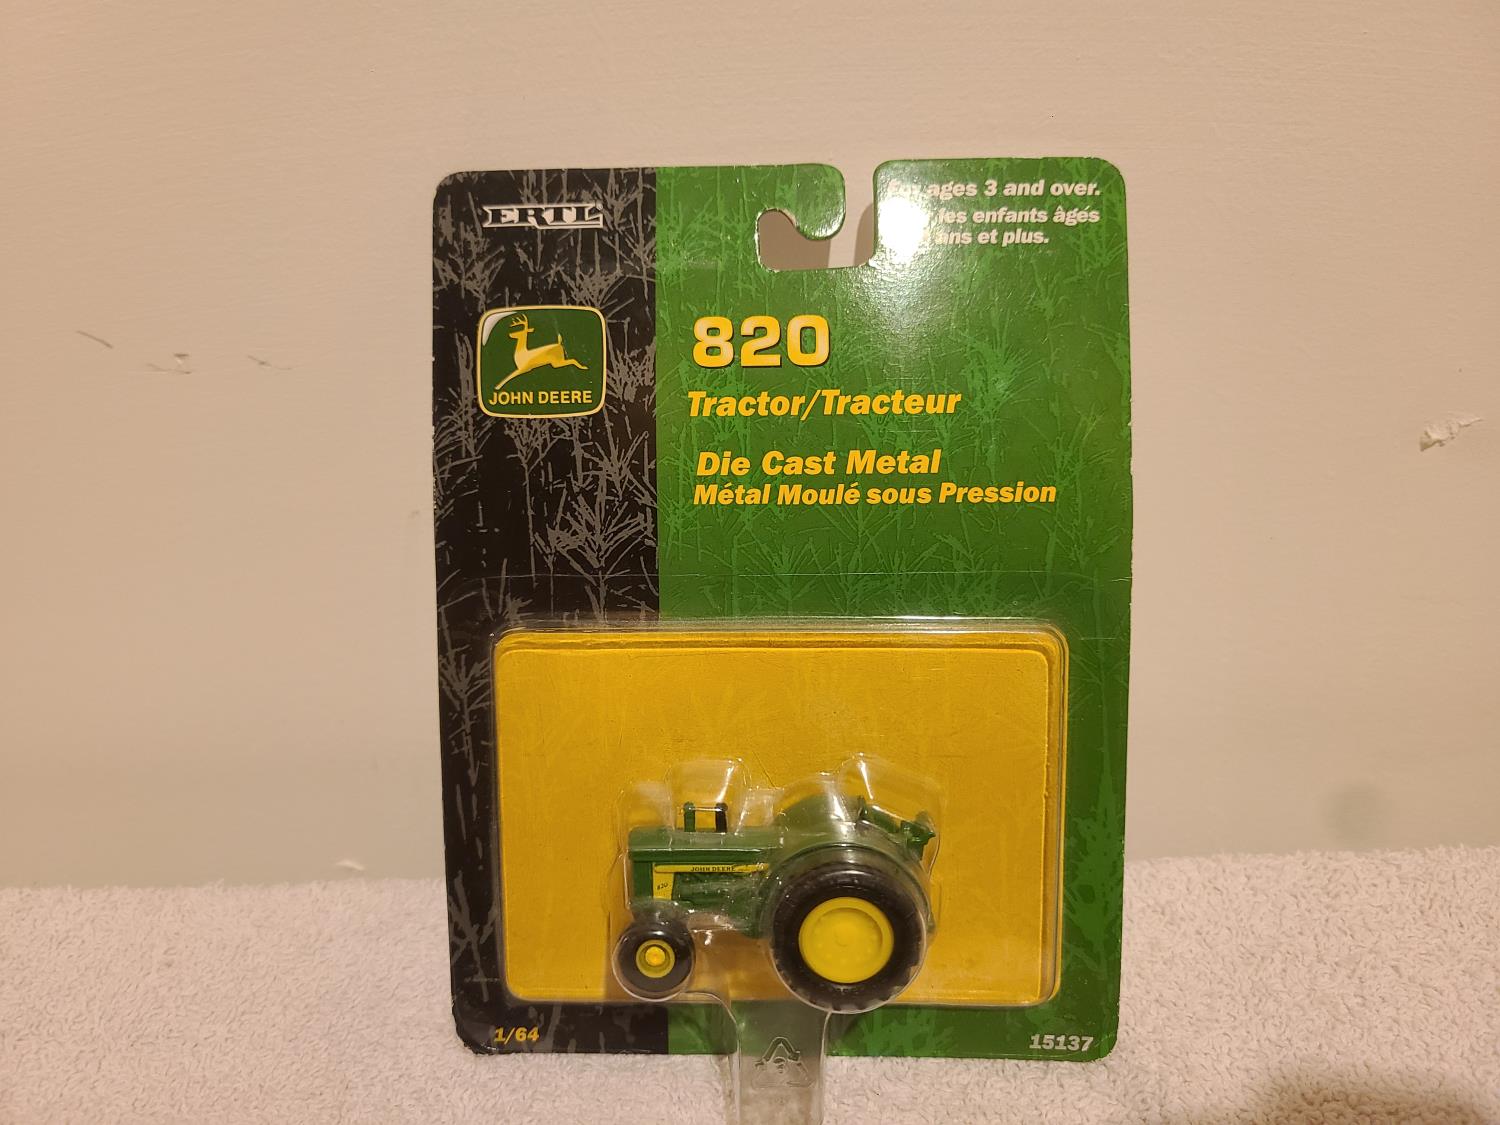 ERTL
For ages 3 and over.
les enfants âgés
ans et plus.
JOHN DEERE
820
Tractor/Tracteur
Die Cast Metal
Métal Moulé sous Pression
JOHN DEERE
820
1/64
15137